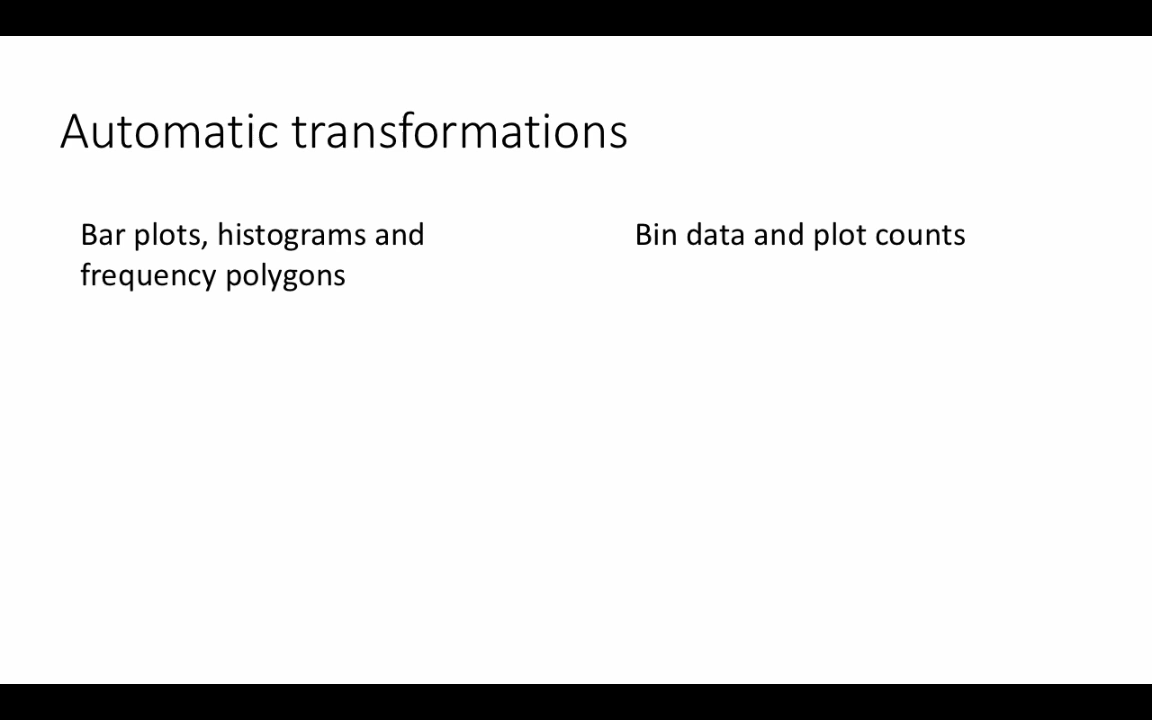 Automatic transformations
Bar plots, histograms and
frequency polygons
Bin data and plot counts